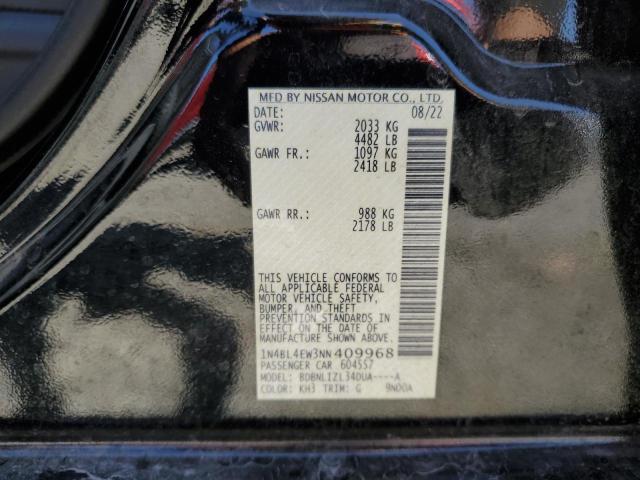 MFD BY NISSAN MOTOR CO., LTD.
DATE: 08/22
GVWR: 2033 KG
4482 LB
GAWR FR.: 1097 KG
2418 LB
GAWR RR.: 988 KG
2178 LB
THIS VEHICLE CONFORMS TO
ALL APPLICABLE FEDERAL
MOTOR VEHICLE SAFETY,
BUMPER, AND THEFT
PREVENTION STANDARDS IN
EFFECT ON THE DATE OF
MANUFACTURE SHOWN ABOVE.
1N4BL4EW3NN409968
PASSENGER CAR 604557
MODEL: BDBNLIZL34DUA----A
COLOR: KH3 TRIM: G 9NOOA